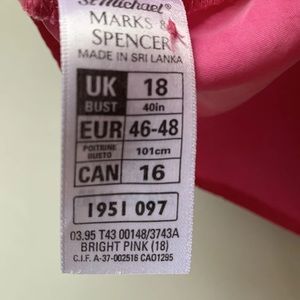 St Michael®
MARKS &
SPENCER
MADE IN SRI LANKA
UK 18
BUST 40in
EUR 46-48
POITRINE
BUSTO 101cm
CAN 16
1951 097
03.95 T43 00148/3743A
BRIGHT PINK (18)
C.I.F. A-37-002516 CAO1295